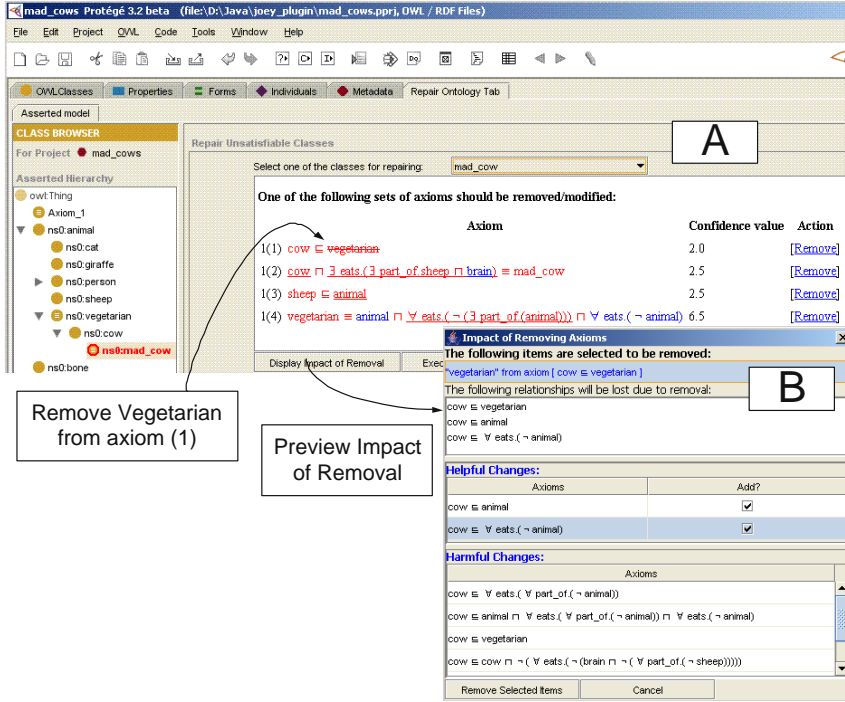 mad_cows Protégé 3.2 beta (file:\D:\Java\joey_plugin\mad_cows.pprj, OWL / RDF Files)
File Edit Project OWL Code Tools Window Help
OWLClasses Properties Forms Individuals Metadata Repair Ontology Tab
Asserted model
CLASS BROWSER
For Project mad_cows
Asserted Hierarchy
owl:Thing
Axiom_1
ns0:animal
ns0:cat
ns0:giraffe
ns0:person
ns0:sheep
ns0:vegetarian
ns0:cow
ns0:mad_cow
ns0:bone
Repair Unsatisfiable Classes
Select one of the classes for repairing: mad_cow
A
One of the following sets of axioms should be removed/modified:
Axiom Confidence value Action
1(1) cow ⊑ vegetarian 2.0 [Remove]
1(2) cow ⊓ ∃ eats.(∃ part_of.sheep ⊓ brain) ≡ mad_cow 2.5 [Remove]
1(3) sheep ⊑ animal 2.5 [Remove]
1(4) vegetarian ≡ animal ⊓ ∀ eats.( ¬ (∃ part_of.(animal))) ⊓ ∀ eats.( ¬ animal) 6.5 [Remove]
Display Impact of Removal Exec
Remove Vegetarian
from axiom (1)
Preview Impact
of Removal
Impact of Removing Axioms
The following items are selected to be removed:
"vegetarian" from axiom [ cow ⊑ vegetarian ]
B
The following relationships will be lost due to removal:
cow ⊑ vegetarian
cow ⊑ animal
cow ⊑ ∀ eats.( ¬ animal)
Helpful Changes:
Axioms Add?
cow ⊑ animal
cow ⊑ ∀ eats.( ¬ animal)
Harmful Changes:
Axioms
cow ⊑ ∀ eats.( ∀ part_of.( ¬ animal))
cow ⊑ animal ⊓ ∀ eats.( ∀ part_of.( ¬ animal)) ⊓ ∀ eats.( ¬ animal)
cow ⊑ vegetarian
cow ⊑ cow ⊓ ¬ ( ∀ eats.( ¬ (brain ⊓ ¬ ( ∀ part_of.( ¬ sheep)))))
Remove Selected Items Cancel